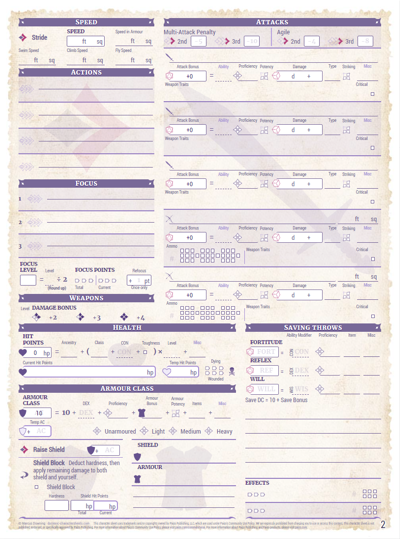 SPEED
Stride
SPEED
Speed in Armour
ft sq
ft sq
Swim Speed
Climb Speed
Fly Speed
ft sq
ft sq
ft sq
ACTIONS
FOCUS
1
2
3
FOCUS LEVEL
Level
= ÷ 2
(Round up)
FOCUS POINTS
Total
Current
Refocus
pt
Once only
WEAPONS
Level
DAMAGE BONUS
+2
+3
+4
ATTACKS
Multi-Attack Penalty
Agile
2nd
3rd
2nd
3rd
Attack Bonus
Ability
Proficiency
Potency
Damage
Type
Striking
Misc
+0
=
d +
Weapon Traits
Critical
Attack Bonus
Ability
Proficiency
Potency
Damage
Type
Striking
Misc
+0
=
d +
Weapon Traits
Critical
Attack Bonus
Ability
Proficiency
Potency
Damage
Type
Striking
Misc
+0
=
d +
Weapon Traits
Critical
ft sq
Attack Bonus
Ability
Proficiency
Potency
Damage
Type
Striking
Misc
+0
=
d +
Ammo
Weapon Traits
Critical
ft sq
Attack Bonus
Ability
Proficiency
Potency
Damage
Type
Striking
Misc
+0
=
d +
Ammo
Weapon Traits
Critical
HEALTH
HIT POINTS
Ancestry
Class
CON
Toughness
Level
Misc
0 hp = + ( + CON + ) × +
Current Hit Points
Temp Hit Points
Dying
hp
hp
Wounded
ARMOUR CLASS
ARMOUR CLASS
DEX
Proficiency
Armour Bonus
Armour Potency
Item
Misc
10 = 10 + DEX + + +
Temp AC
+ AC
Unarmoured
Light
Medium
Heavy
Raise Shield
+ AC
Shield Block Deduct hardness, then
apply remaining damage to both
shield and yourself.
Shield Block
Hardness
Shield Hit Points
hp
hp
Total
Current
SHIELD
ARMOUR
SAVING THROWS
Ability Modifier
Proficiency
Item
Misc
FORTITUDE
FORT = CON
REFLEX
REF = DEX
WILL
WILL = WIS
Save DC = 10 + Save Bonus
EFFECTS
2